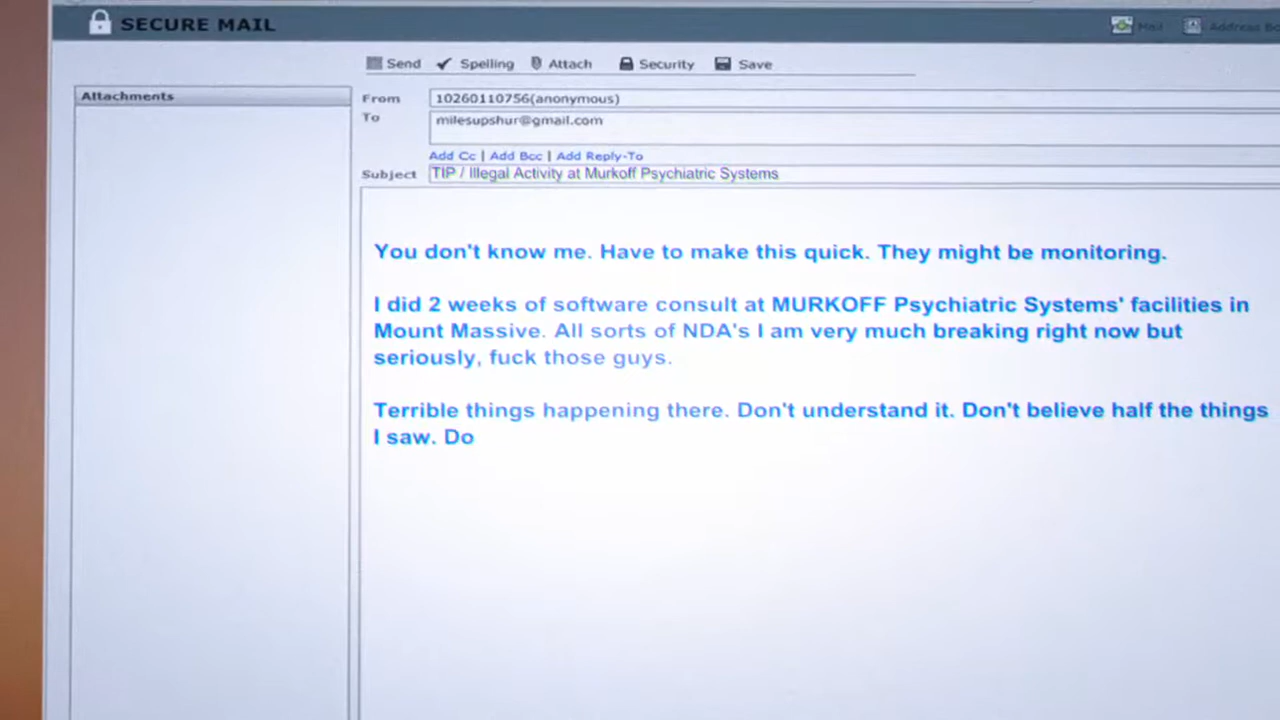 SECURE MAIL
Mail
Address Bo
Send
Spelling
Attach
Security
Save
Attachments
From 10260110756(anonymous)
To milesupshur@gmail.com
Add Cc | Add Bcc | Add Reply-To
Subject TIP / Illegal Activity at Murkoff Psychiatric Systems
You don't know me. Have to make this quick. They might be monitoring.
I did 2 weeks of software consult at MURKOFF Psychiatric Systems' facilities in
Mount Massive. All sorts of NDA's I am very much breaking right now but
seriously, fuck those guys.
Terrible things happening there. Don't understand it. Don't believe half the things
I saw. Do